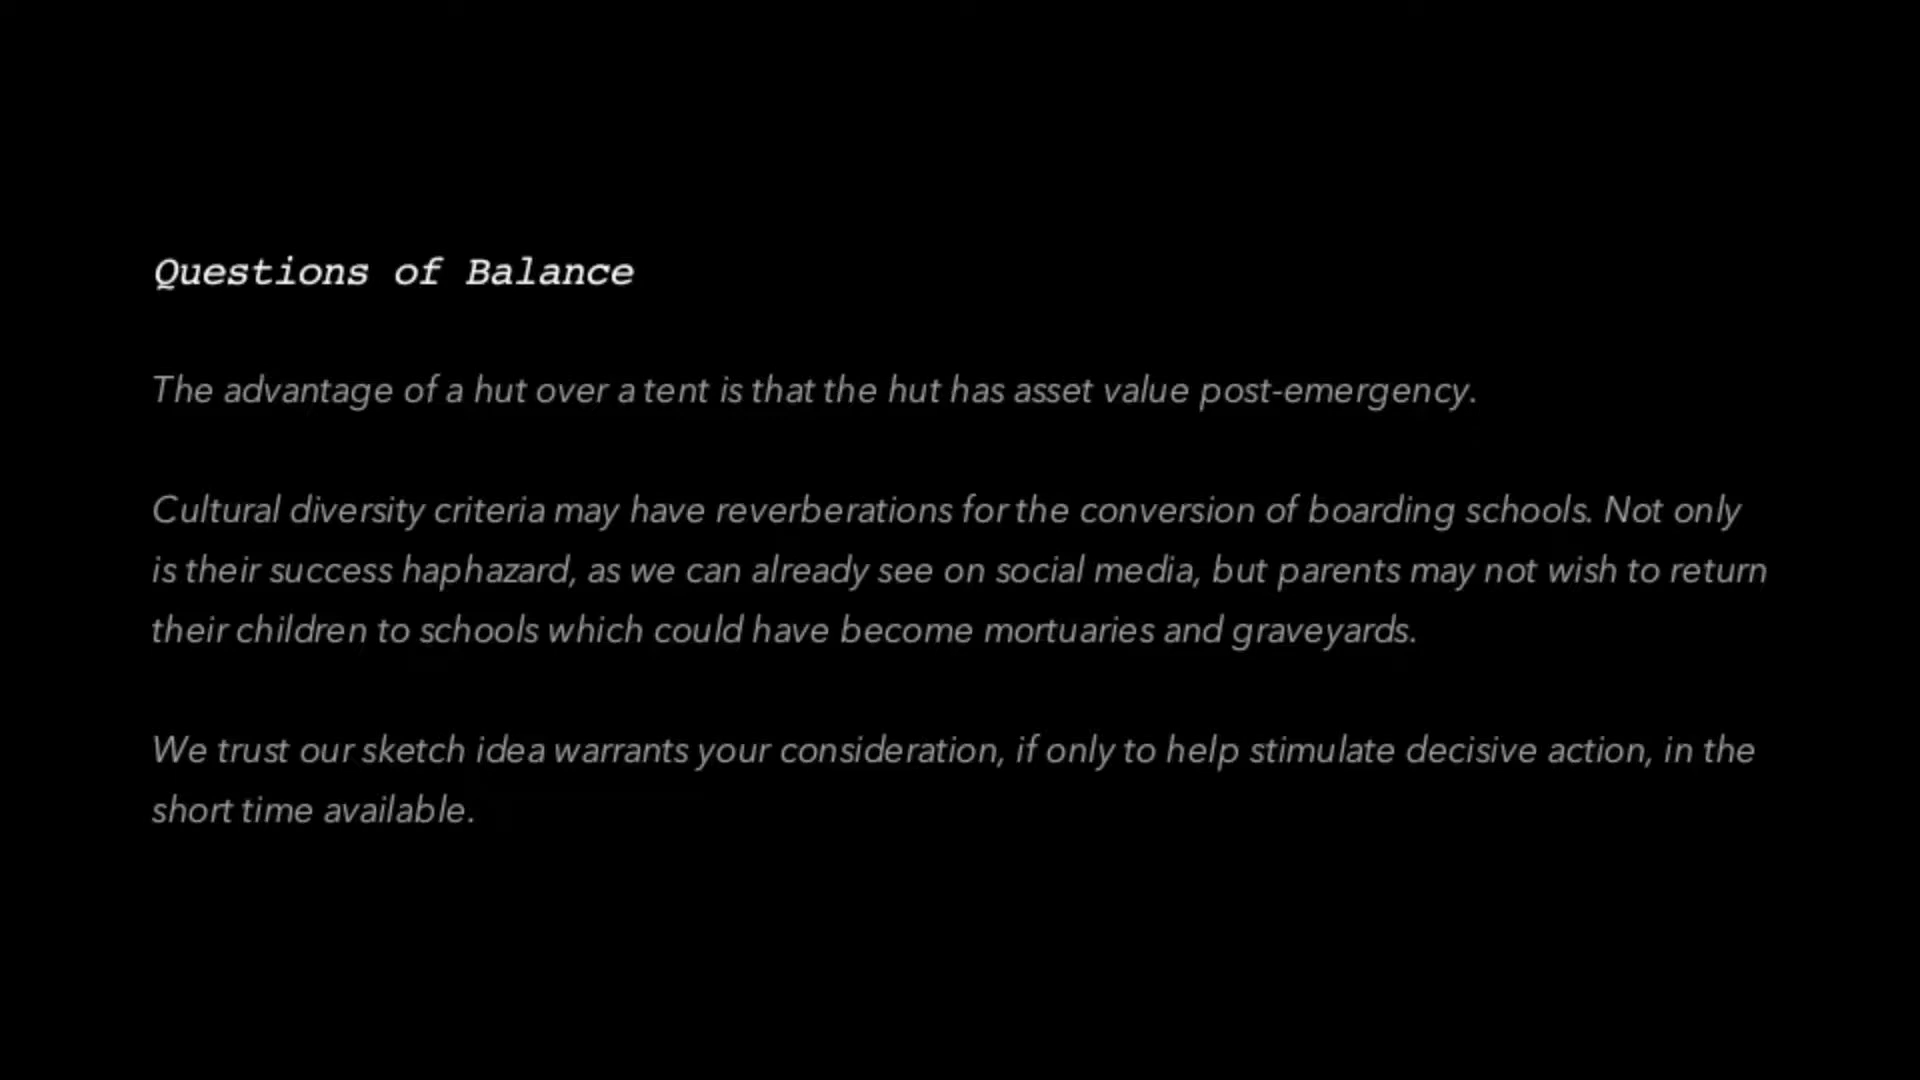 Questions of Balance
The advantage of a hut over a tent is that the hut has asset value post-emergency.
Cultural diversity criteria may have reverberations for the conversion of boarding schools. Not only
is their success haphazard, as we can already see on social media, but parents may not wish to return
their children to schools which could have become mortuaries and graveyards.
We trust our sketch idea warrants your consideration, if only to help stimulate decisive action, in the
short time available.